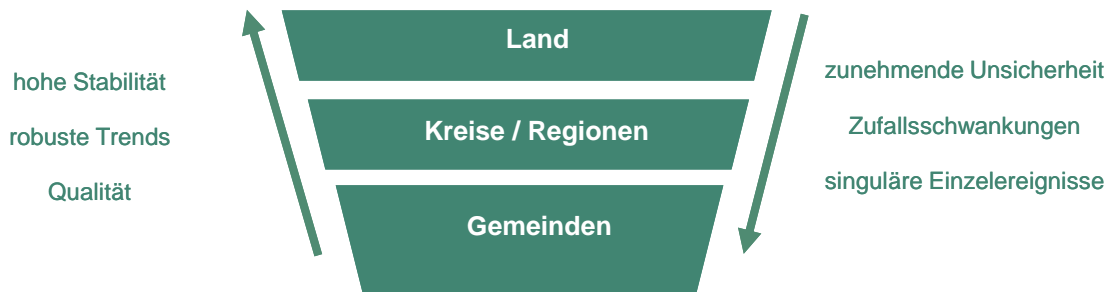 Land
hohe Stabilität
robuste Trends
Qualität
Kreise / Regionen
Gemeinden
zunehmende Unsicherheit
Zufallsschwankungen
singuläre Einzelereignisse